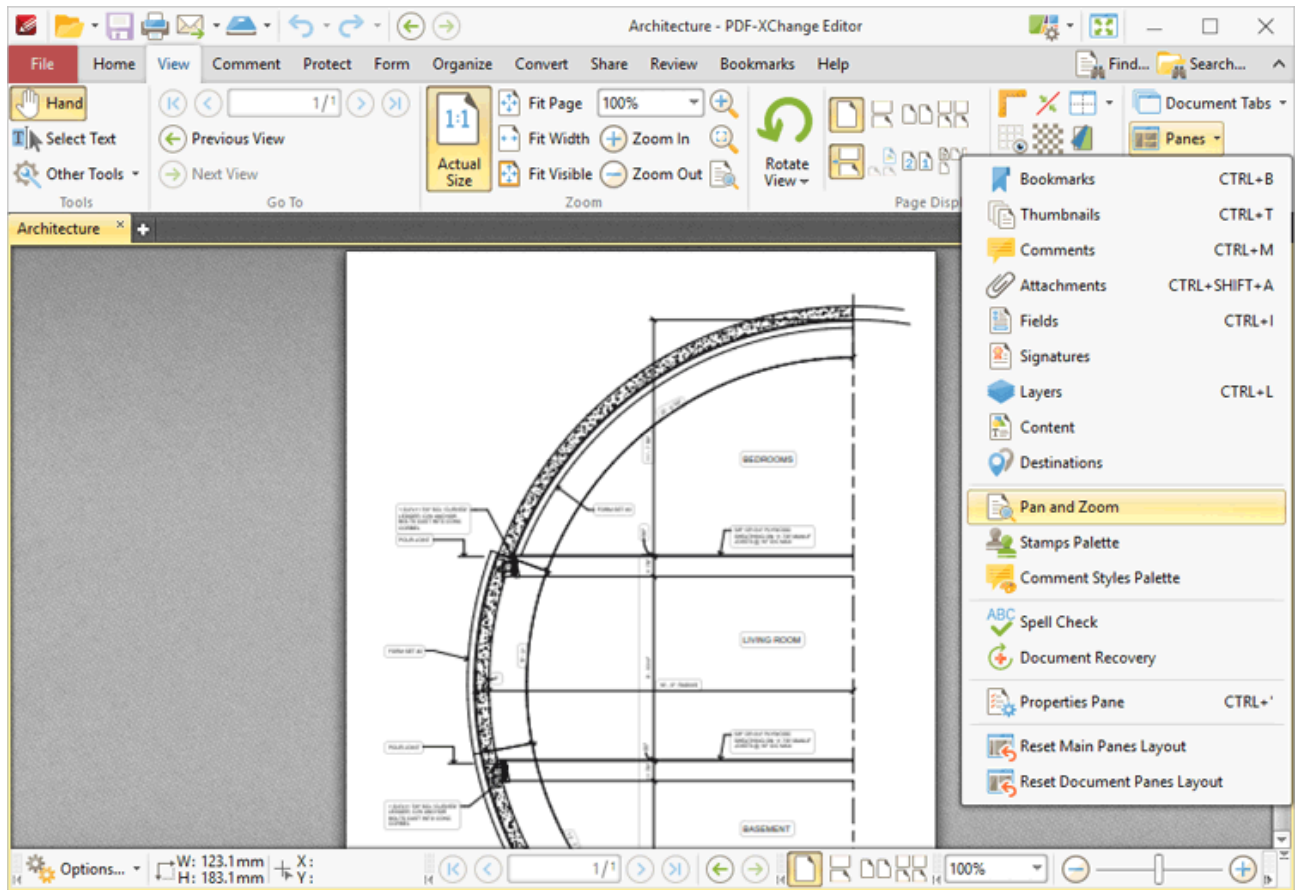 Architecture - PDF-XChange Editor
File Home View Comment Protect Form Organize Convert Share Review Bookmarks Help Find... Search...
Hand 1/1 1:1 Fit Page 100% Document Tabs
Select Text Previous View Fit Width Zoom In Panes
Other Tools Next View Actual Size Fit Visible Zoom Out Rotate View
Tools Go To Zoom Page Disp
Architecture
Bookmarks CTRL+B
Thumbnails CTRL+T
Comments CTRL+M
Attachments CTRL+SHIFT+A
Fields CTRL+I
Signatures
Layers CTRL+L
Content
Destinations
Pan and Zoom
Stamps Palette
Comment Styles Palette
ABC Spell Check
Document Recovery
Properties Pane CTRL+'
Reset Main Panes Layout
Reset Document Panes Layout
BEDROOMS
LIVING ROOM
BASEMENT
Options... W: 123.1mm X: 1/1 100%
H: 183.1mm Y: